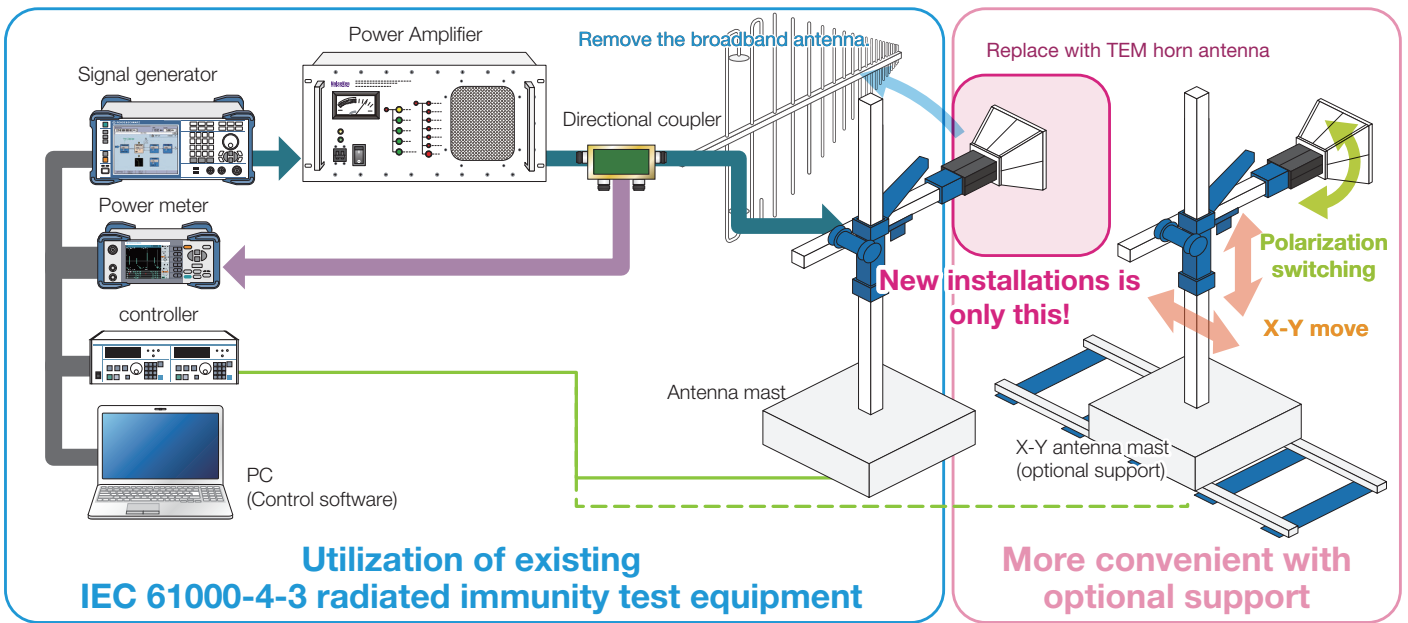 Power Amplifier
Remove the broadband antenna.
Replace with TEM horn antenna
Signal generator
Directional coupler
Power meter
Polarization
switching
New installations is
only this!
controller
X-Y move
Antenna mast
X-Y antenna mast
(optional support)
PC
(Control software)
Utilization of existing
IEC 61000-4-3 radiated immunity test equipment
More convenient with
optional support